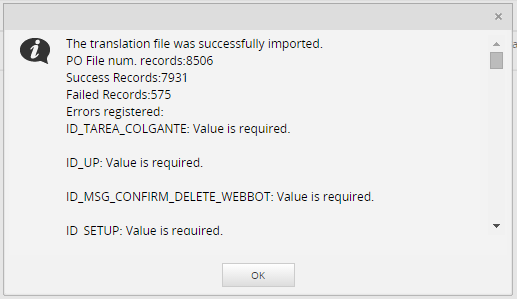 The translation file was successfully imported.
PO File num. records:8506
Success Records:7931
Failed Records:575
Errors registered:
ID_TAREA_COLGANTE: Value is required.
ID_UP: Value is required.
ID_MSG_CONFIRM_DELETE_WEBBOT: Value is required.
ID_SETUP: Value is required.
OK